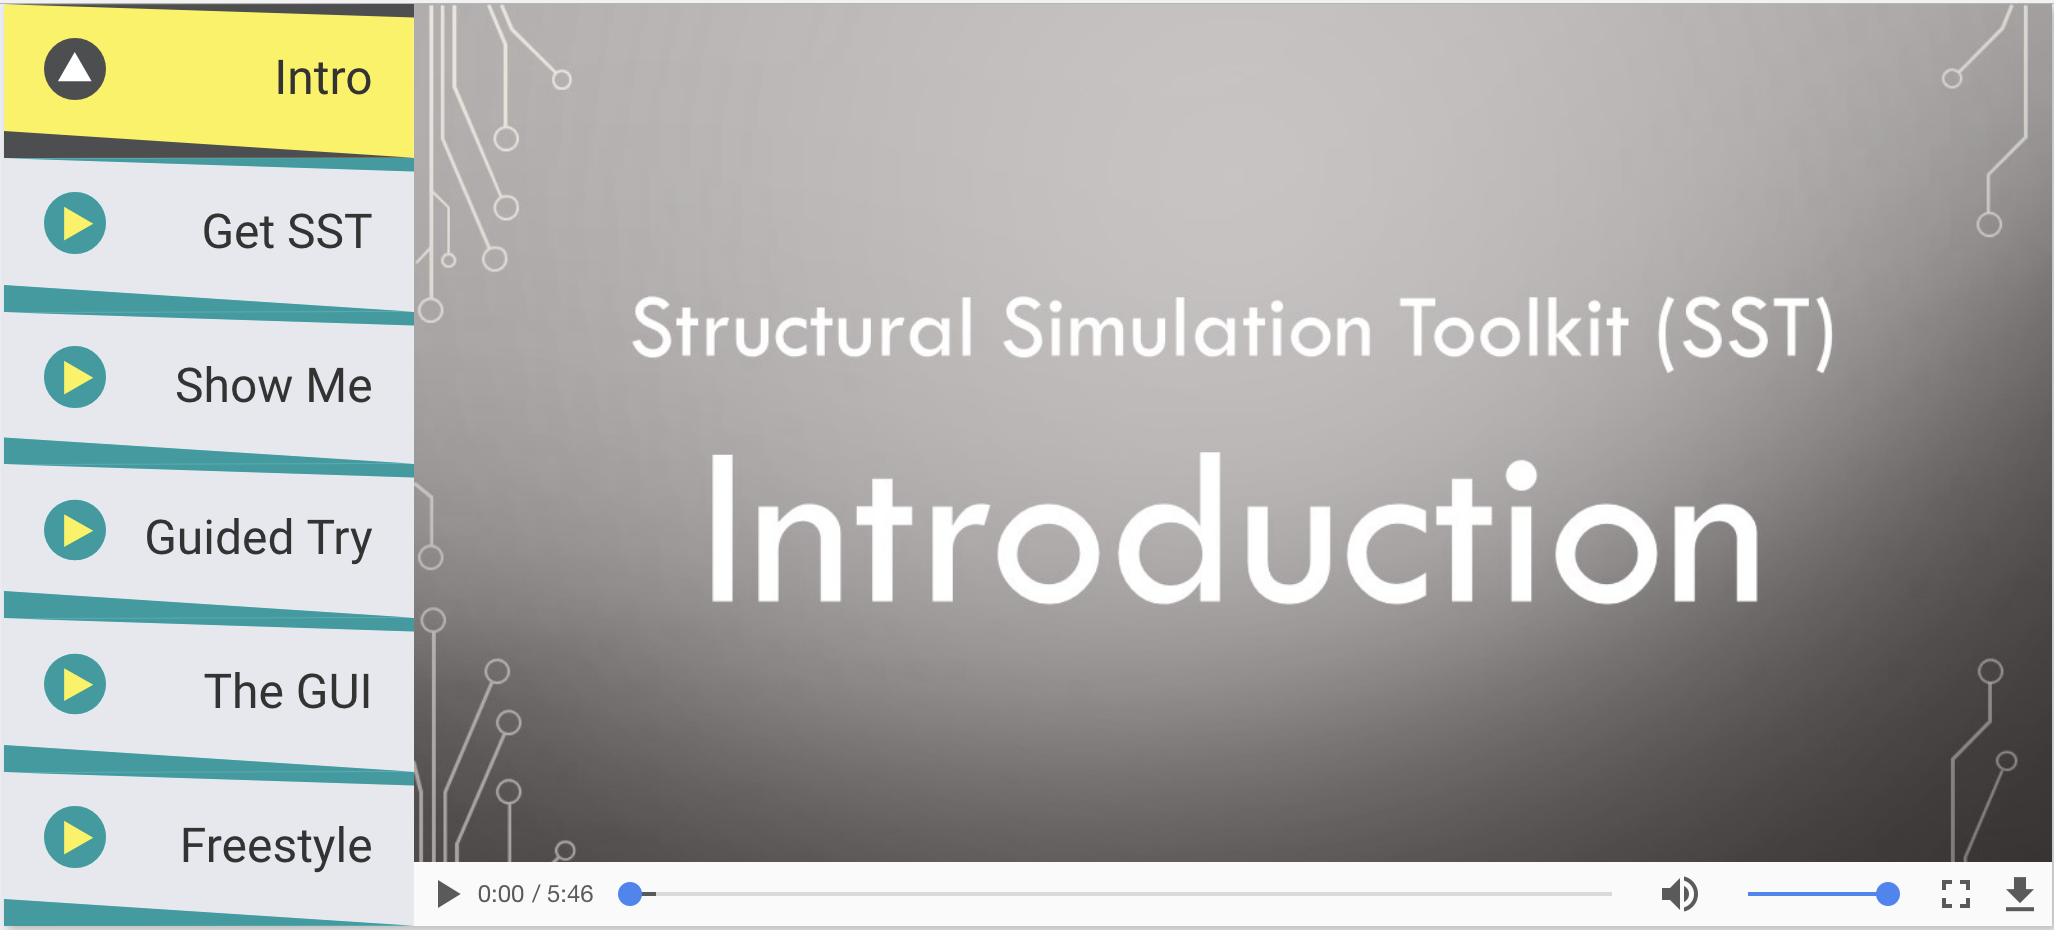 Intro
Get SST
Show Me
Guided Try
The GUI
Freestyle
Structural Simulation Toolkit (SST)
Introduction
0:00 / 5:46